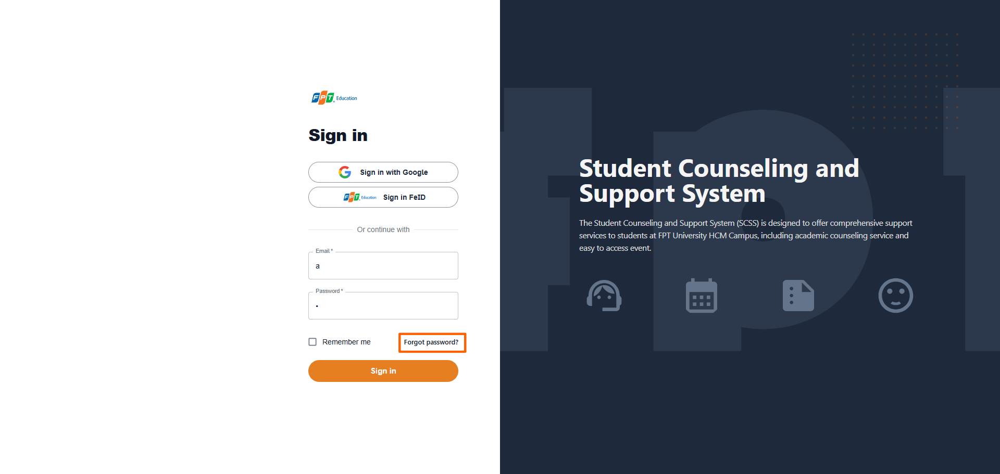 FPT Education
Sign in
Sign in with Google
FPT Education Sign in FeID
Or continue with
Email *
a
Password *
•
Remember me
Forgot password?
Sign in
fpt
Student Counseling and
Support System
The Student Counseling and Support System (SCSS) is designed to offer comprehensive support
services to students at FPT University HCM Campus, including academic counseling service and
easy to access event.